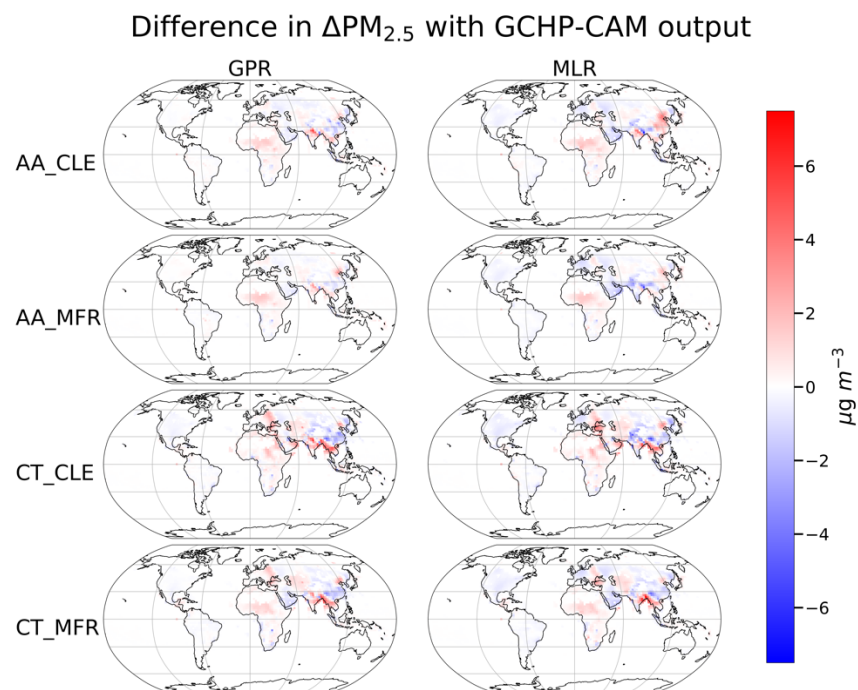 Difference in ΔPM₂.₅ with GCHP-CAM output
GPR MLR
AA_CLE
AA_MFR
CT_CLE
CT_MFR
6
4
2
0
−2
−4
−6
μg m⁻³